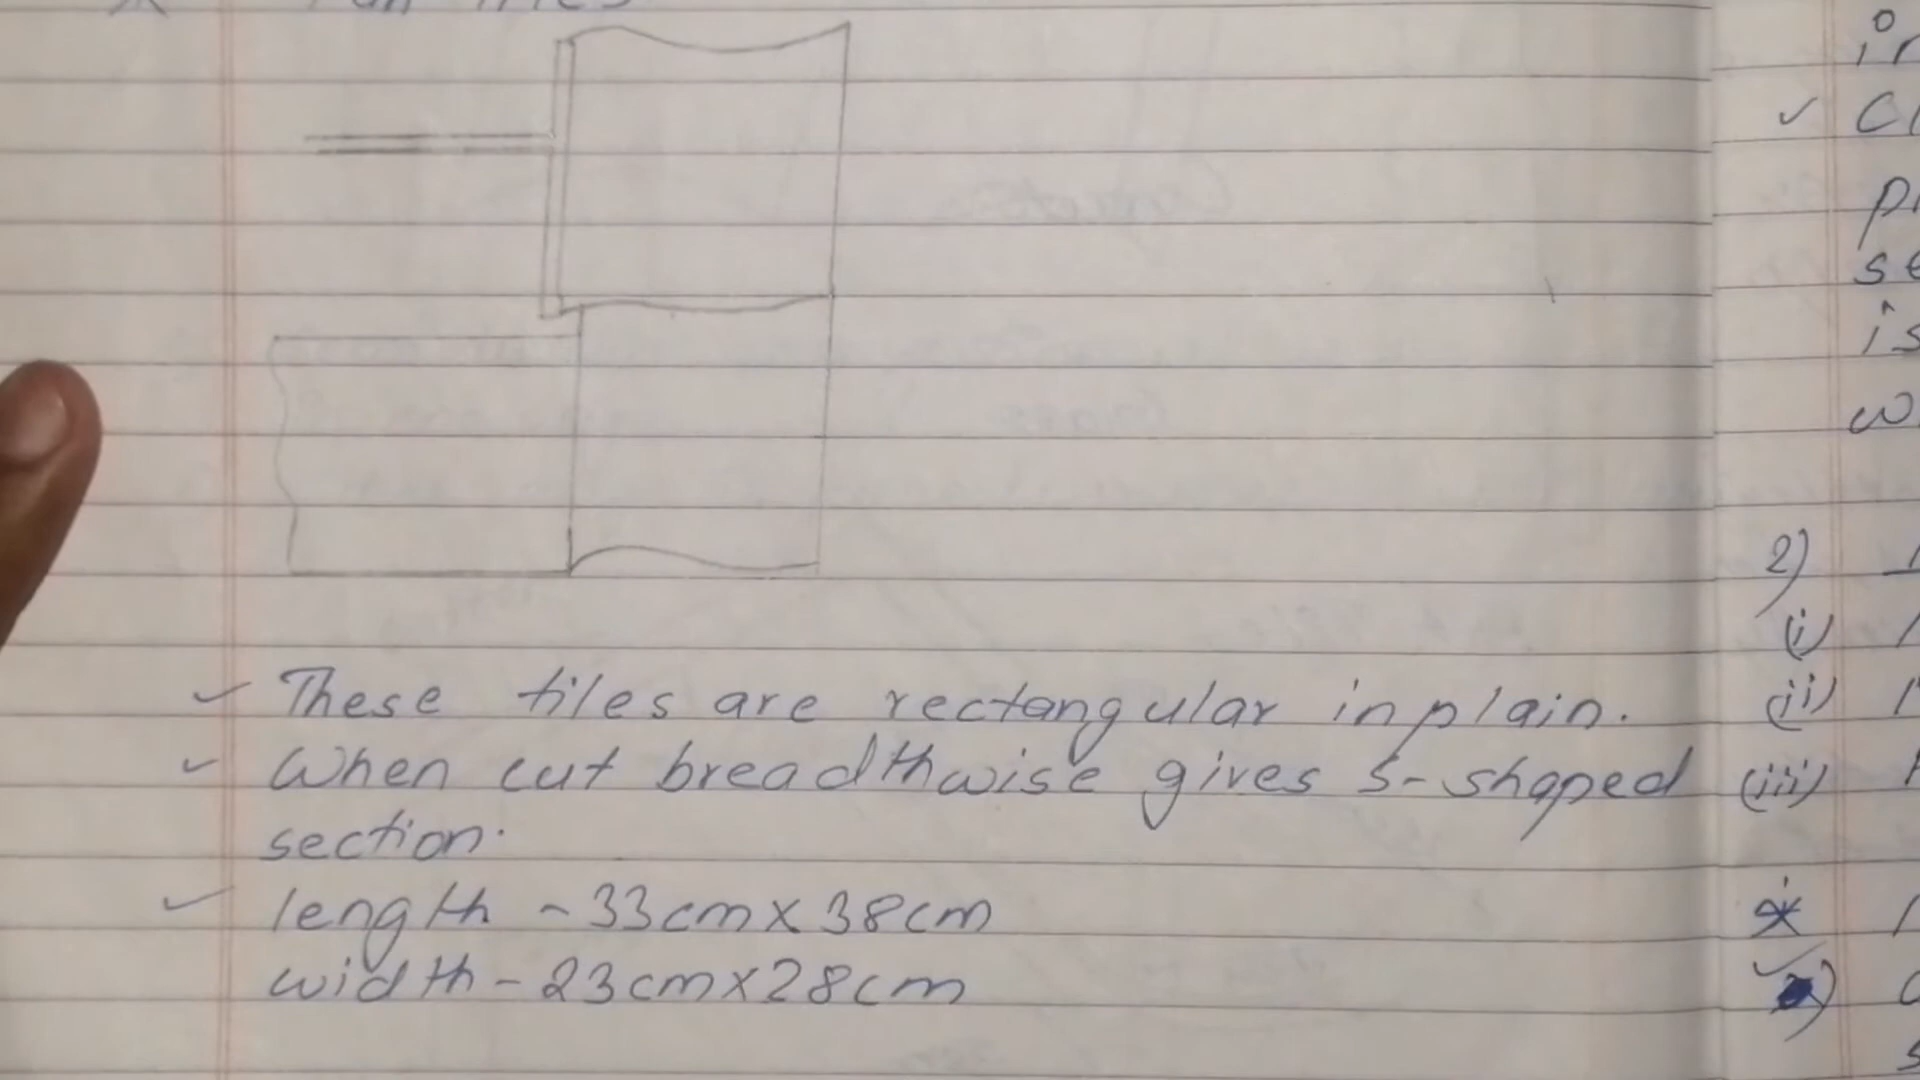 These tiles are rectangular in plain.
When cut breadthwise gives S-shaped
section.
length - 33cm x 38cm
width - 23cm x 28cm
2)
(i)
(ii)
(iii)